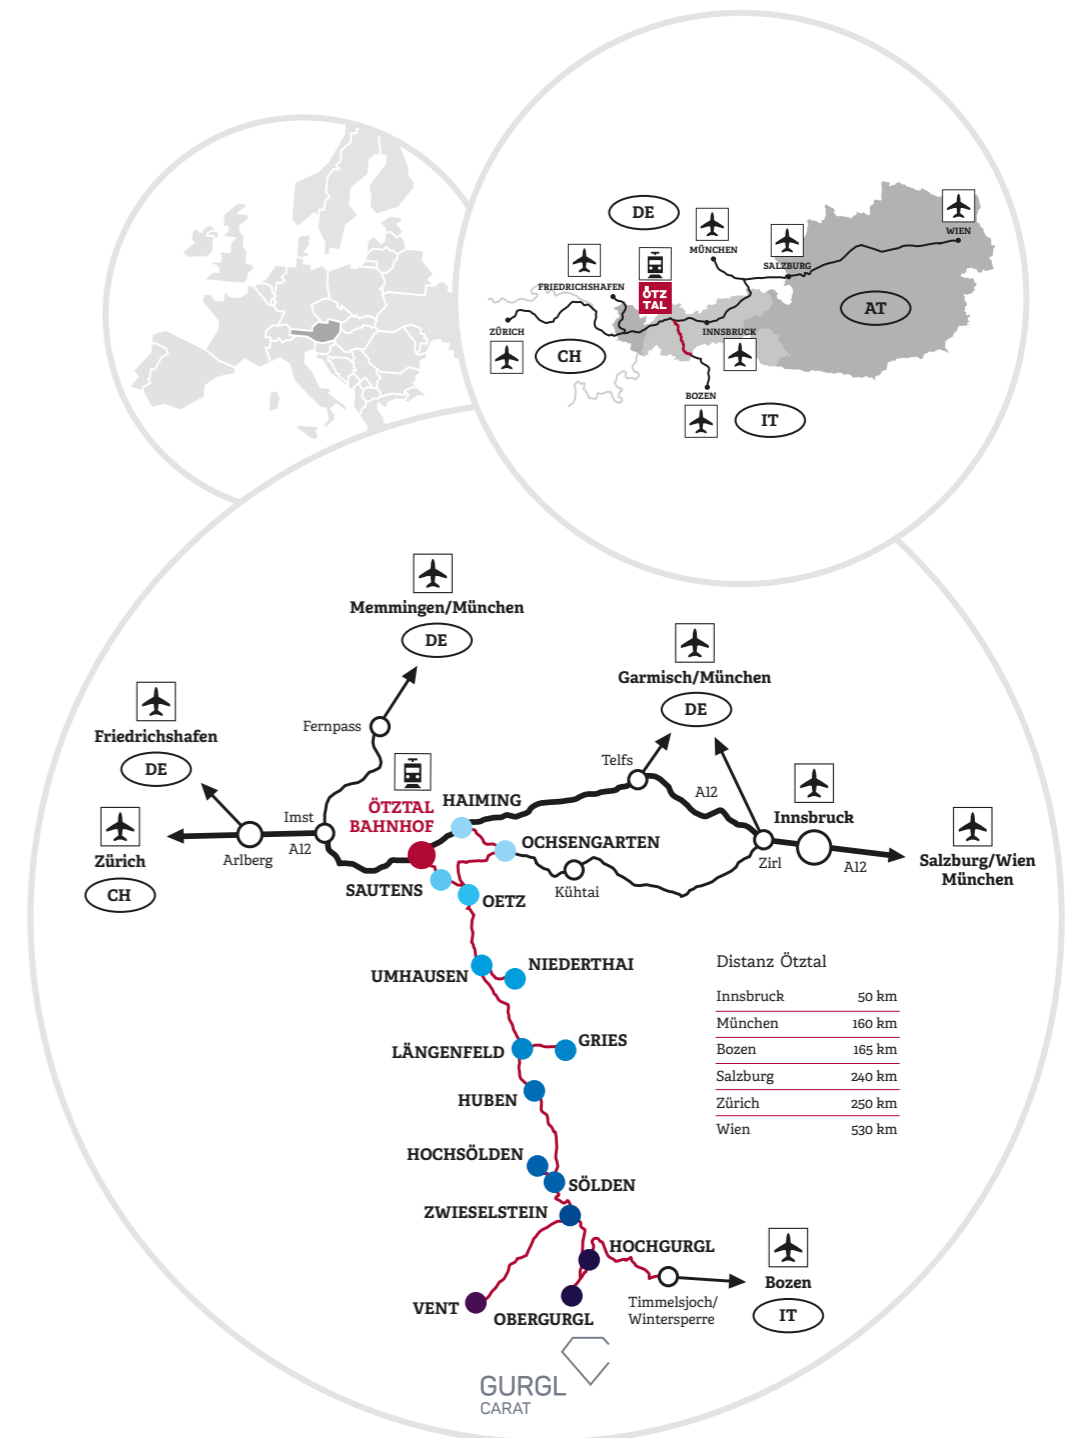 DE
MÜNCHEN
WIEN
SALZBURG
FRIEDRICHSHAFEN
ÖTZ
TAL
AT
ZÜRICH
INNSBRUCK
CH
BOZEN
IT
Memmingen/München
DE
Garmisch/München
DE
Friedrichshafen
DE
Fernpass
Telfs
A12
Innsbruck
ÖTZTAL
BAHNHOF
HAIMING
Imst
A12
Zürich
CH
Arlberg
OCHSENGARTEN
Zirl
A12
Salzburg/Wien
München
SAUTENS
OETZ
Kühtai
UMHAUSEN
NIEDERTHAI
Distanz Ötztal
Innsbruck 50 km
München 160 km
Bozen 165 km
Salzburg 240 km
Zürich 250 km
Wien 530 km
LÄNGENFELD
GRIES
HUBEN
HOCHSÖLDEN
SÖLDEN
ZWIESELSTEIN
HOCHGURGL
Bozen
IT
VENT
OBERGURGL
Timmelsjoch/
Wintersperre
GURGL
CARAT